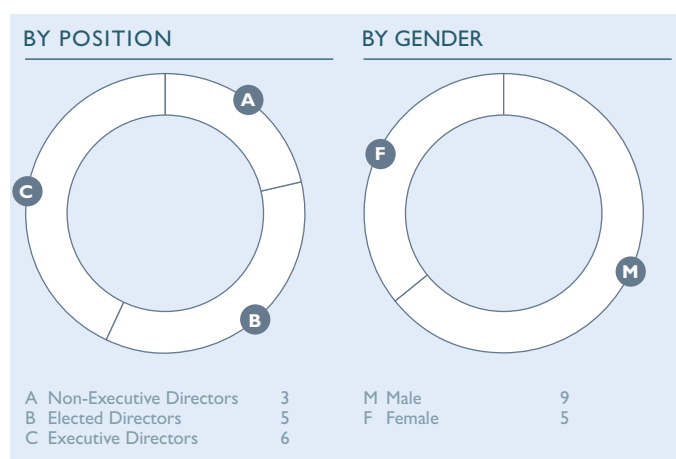 BY POSITION
A
B
C
A Non-Executive Directors 3
B Elected Directors 5
C Executive Directors 6
BY GENDER
F
M
M Male 9
F Female 5